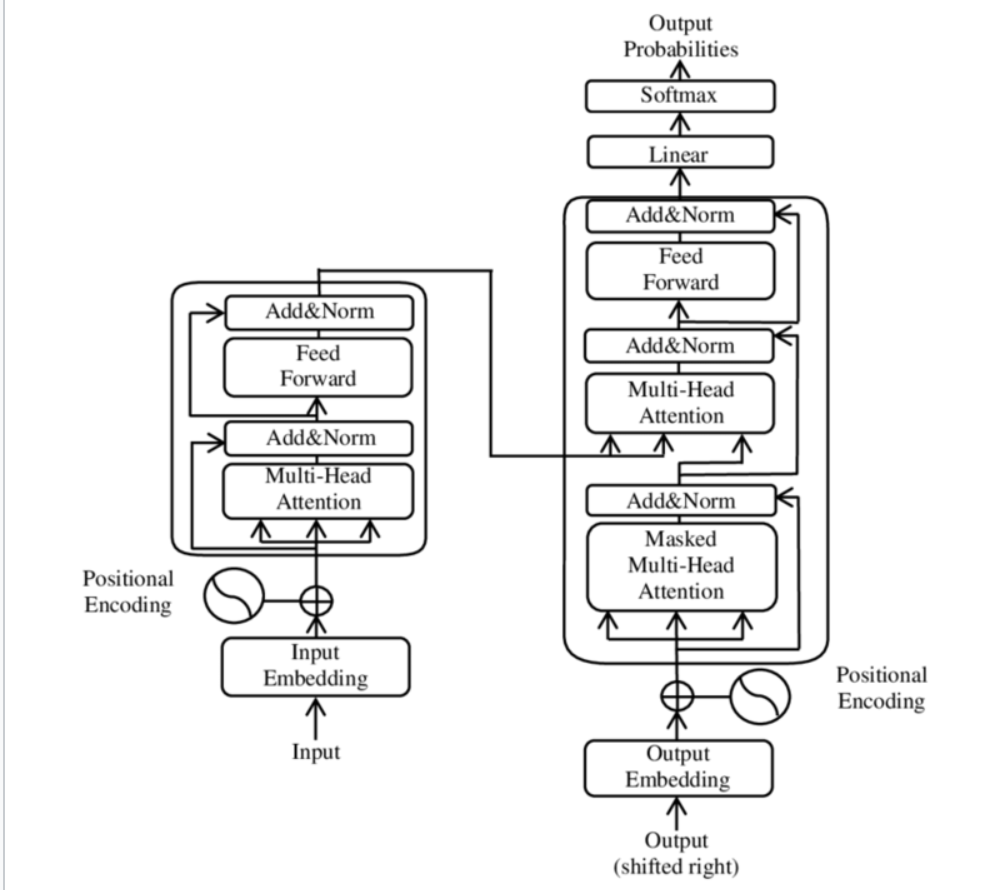 Output
Probabilities
Softmax
Linear
Add&Norm
Feed
Forward
Add&Norm
Multi-Head
Attention
Add&Norm
Masked
Multi-Head
Attention
Positional
Encoding
Output
Embedding
Output
(shifted right)
Add&Norm
Feed
Forward
Add&Norm
Multi-Head
Attention
Positional
Encoding
Input
Embedding
Input